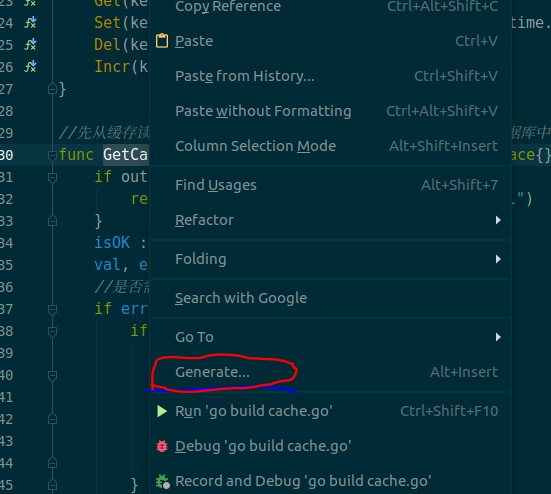 23 Get(ke Copy Reference Ctrl+Alt+Shift+C
24 Set(ke time.
25 Del(ke Paste Ctrl+V
26 Incr(k Paste from History... Ctrl+Shift+V
27 }
28 Paste without Formatting Ctrl+Alt+Shift+V
29 //先从缓存读 据库中
Column Selection Mode Alt+Shift+Insert
30 func GetCa ace{}
31 if out Find Usages Alt+Shift+7
32 re l")
33 } Refactor
34 isOK :
35 val, e Folding
36 //是否需
37 if err Search with Google
38 if Go To
39
40 Generate... Alt+Insert
41
42 Run 'go build cache.go' Ctrl+Shift+F10
43 Debug 'go build cache.go'
44
45 } Record and Debug 'go build cache.go'